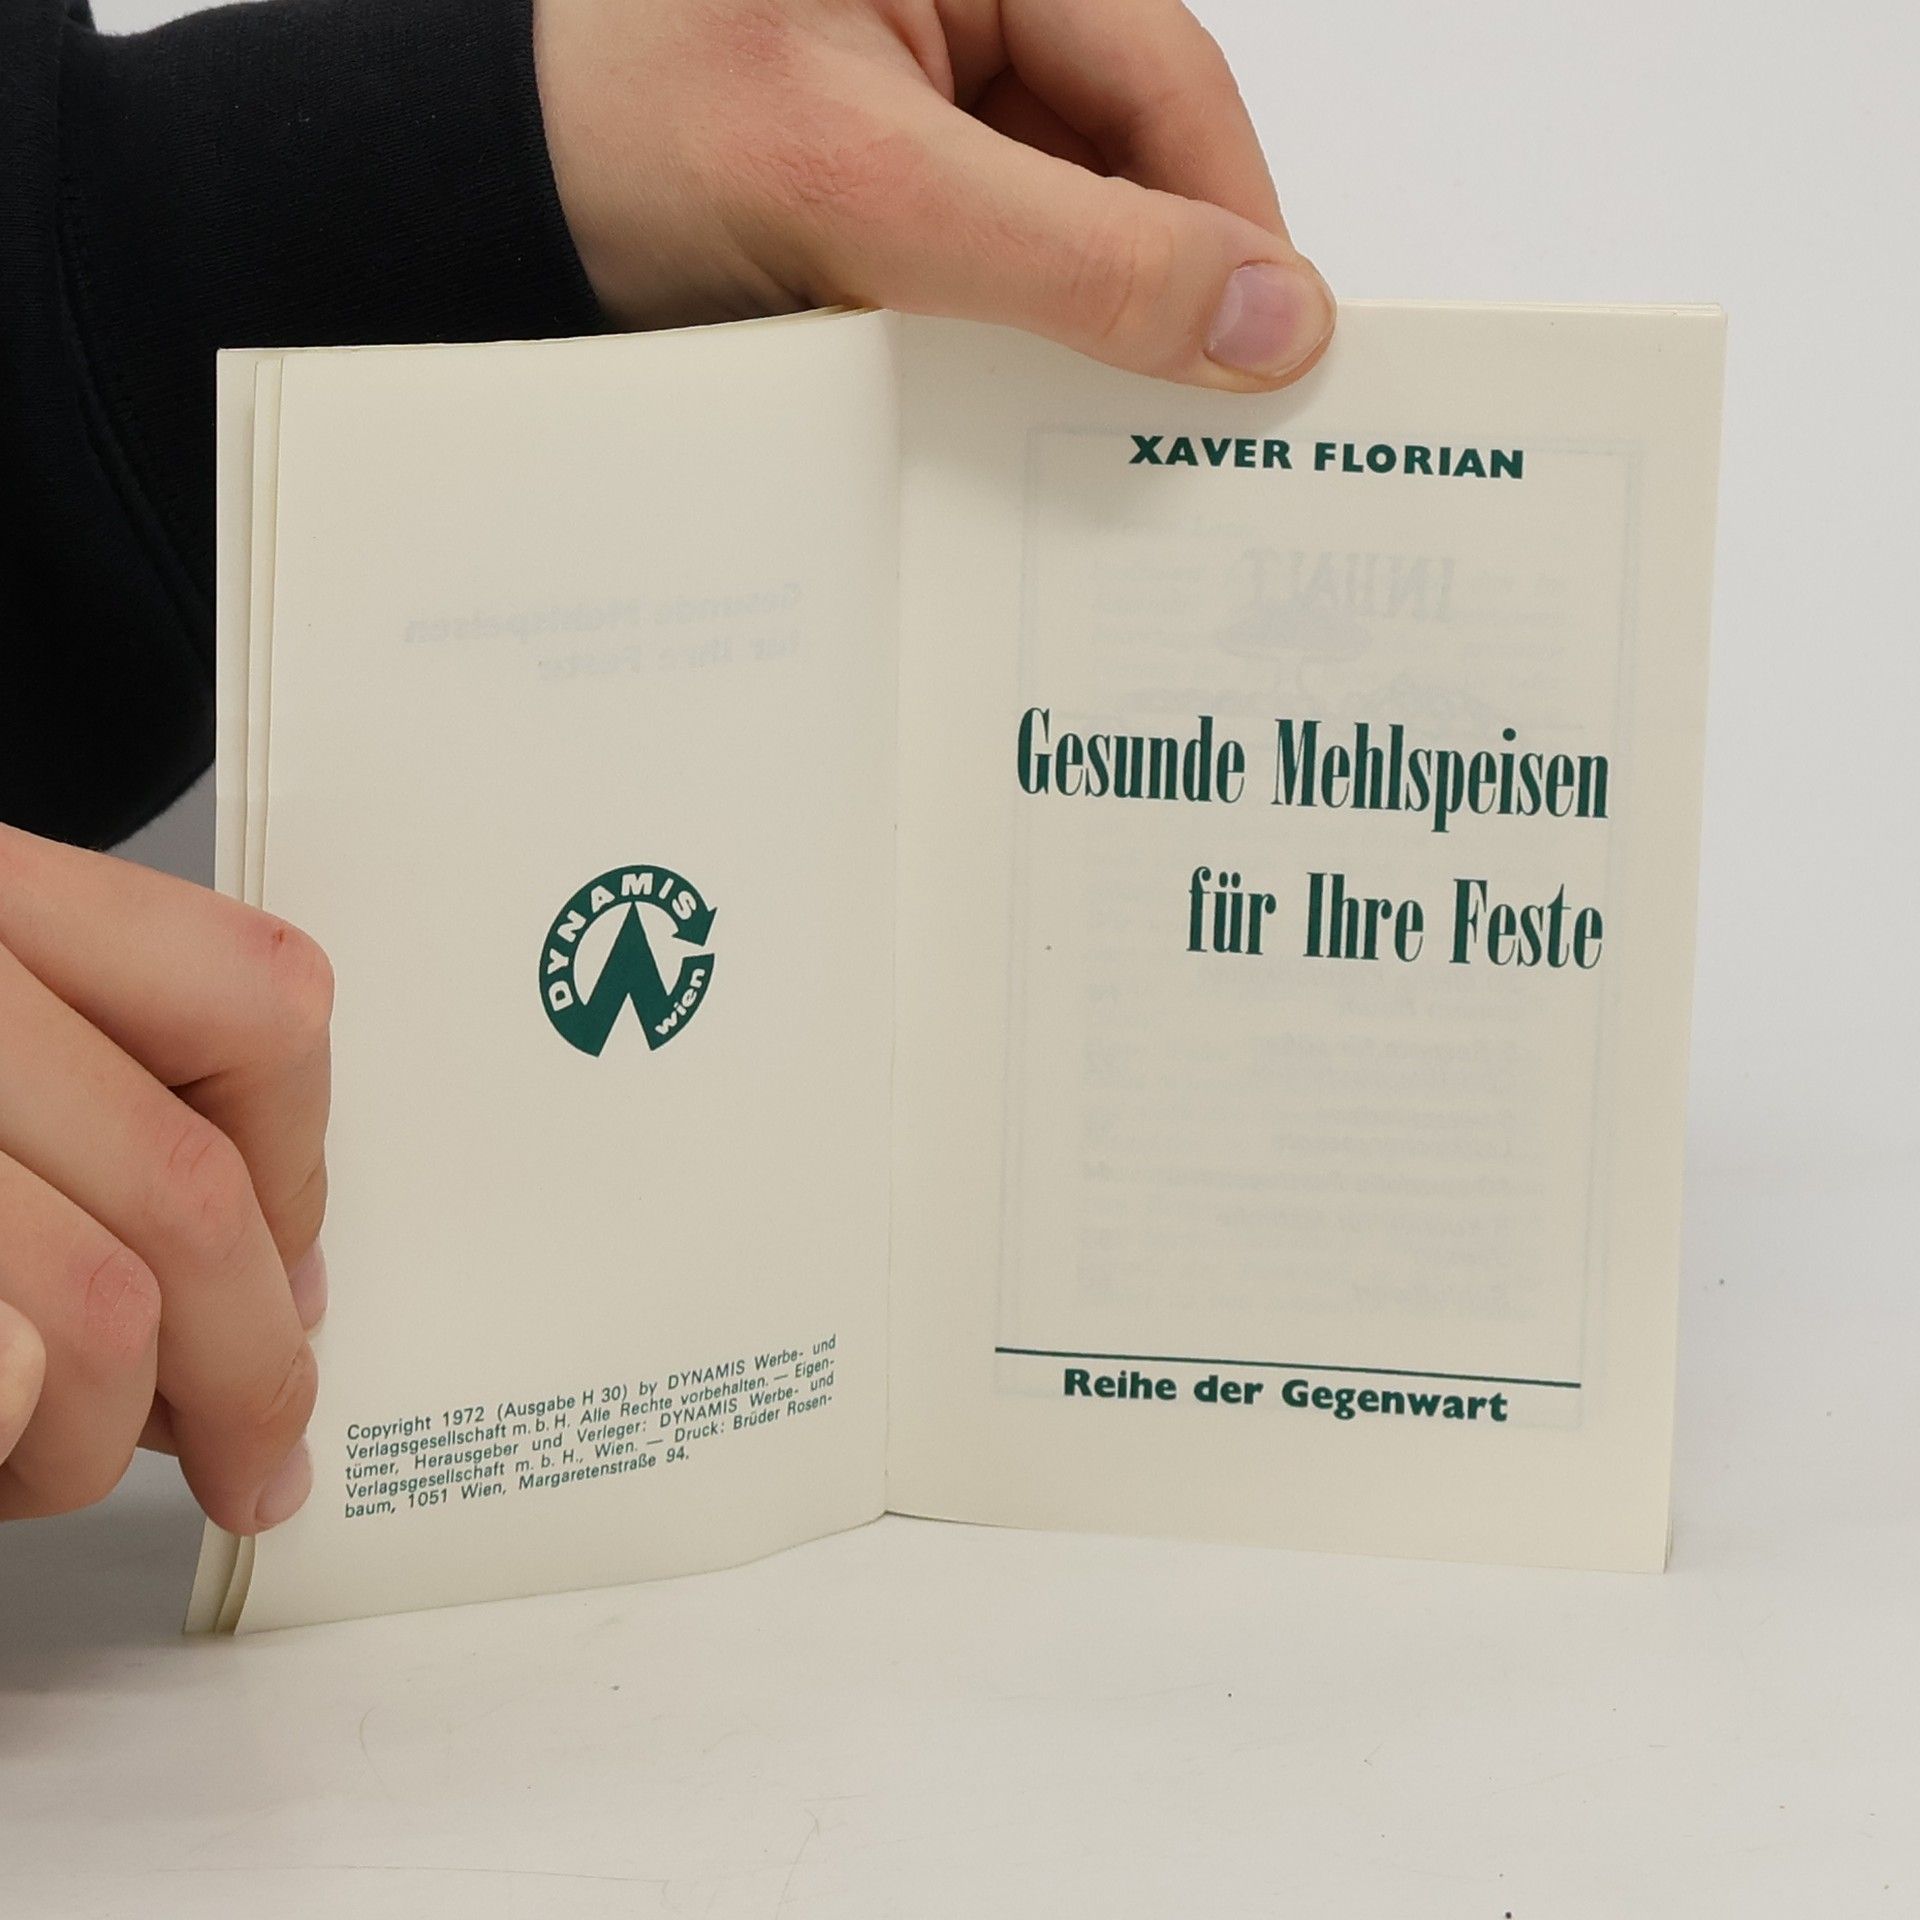 DYNAMIS
wien
Copyright 1972 (Ausgabe H 30) by DYNAMIS Werbe- und
Verlagsgesellschaft m. b. H. Alle Rechte vorbehalten. — Eigen-
tümer, Herausgeber und Verleger: DYNAMIS Werbe- und
Verlagsgesellschaft m. b. H., Wien. — Druck: Brüder Rosen-
baum, 1051 Wien, Margaretenstraße 94.
XAVER FLORIAN
Gesunde Mehlspeisen
für Ihre Feste
Reihe der Gegenwart